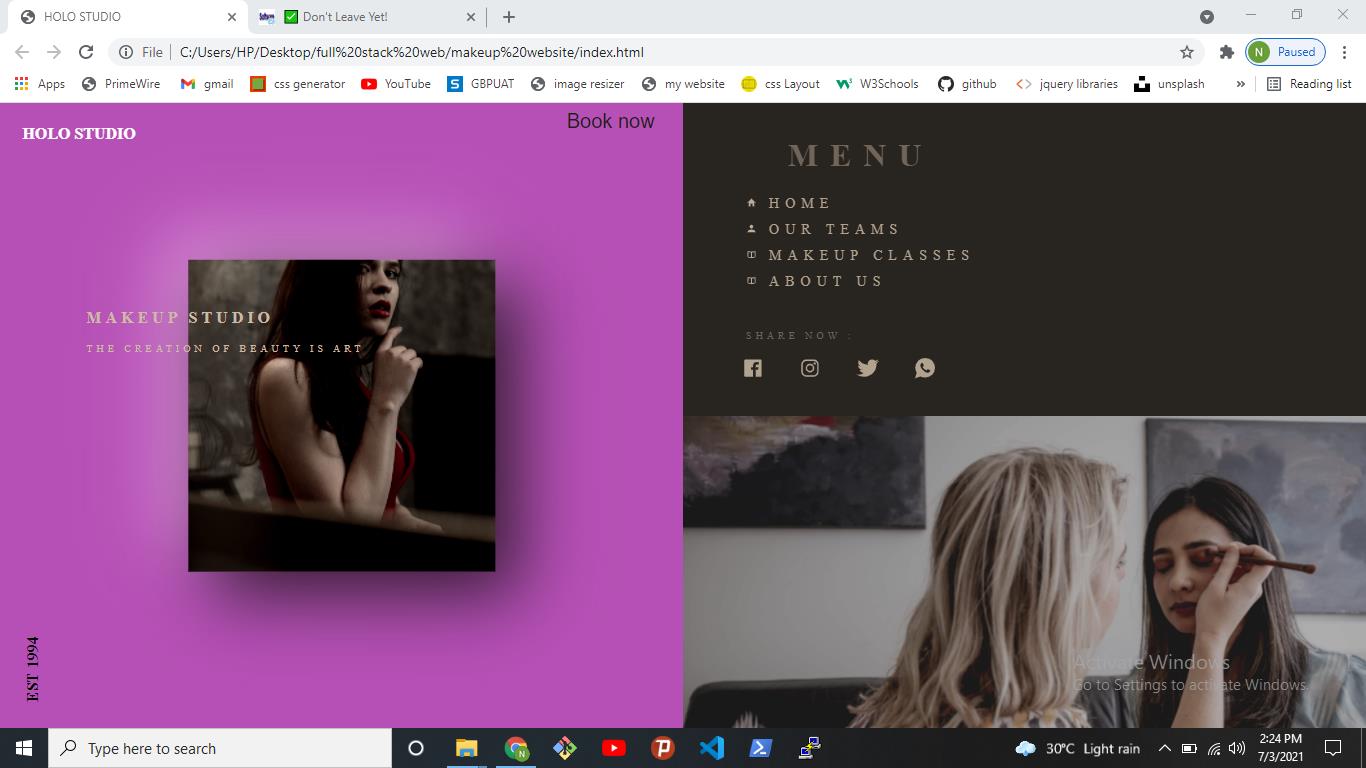 HOLO STUDIO
Don't Leave Yet!
File
C:/Users/HP/Desktop/full%20stack%20web/makeup%20website/index.html
N
Paused
Apps
PrimeWire
gmail
css generator
YouTube
S
GBPUAT
image resizer
my website
css Layout
W3Schools
github
jquery libraries
unsplash
»
Reading list
HOLO STUDIO
Book now
MAKEUP STUDIO
THE CREATION OF BEAUTY IS ART
EST 1994
MENU
HOME
OUR TEAMS
MAKEUP CLASSES
ABOUT US
SHARE NOW :
Activate Windows
Go to Settings to activate Windows.
Type here to search
30°C Light rain
2:24 PM
7/3/2021